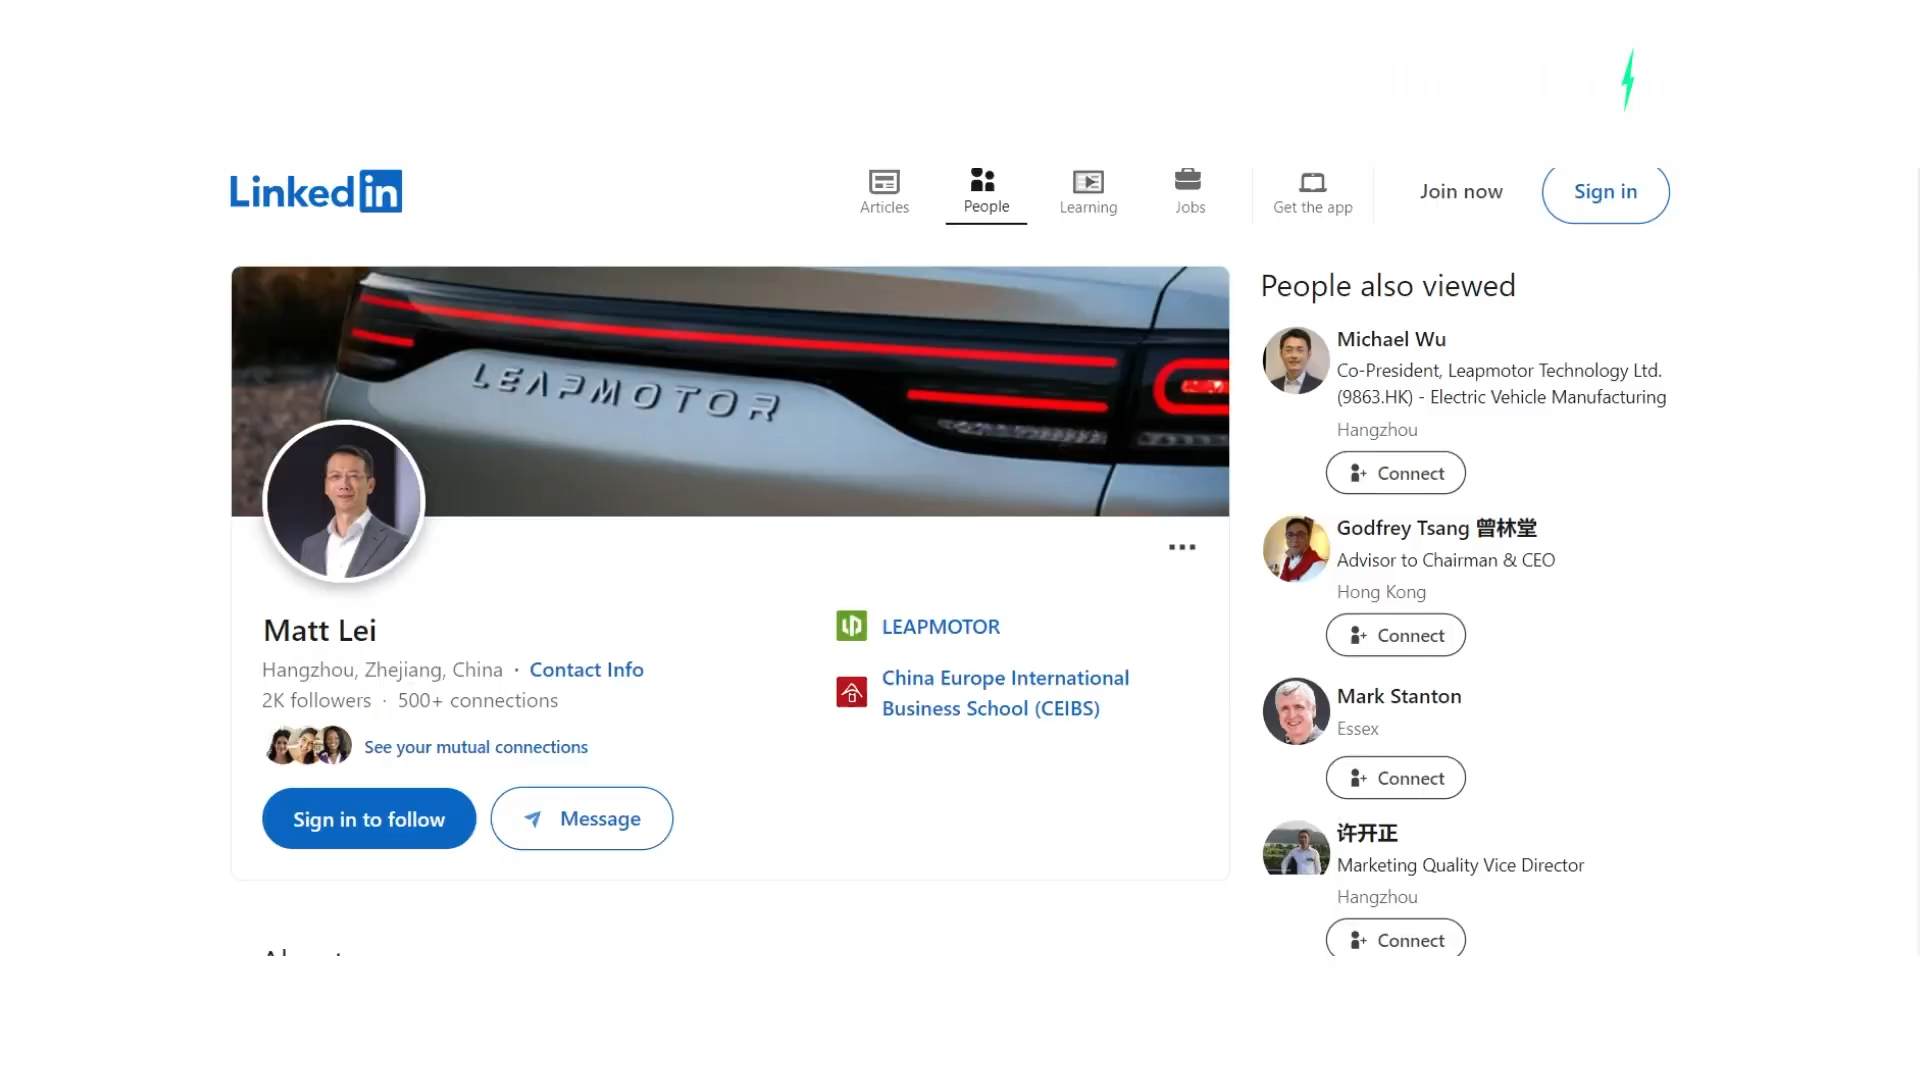 Linkedin
Articles
People
Learning
Jobs
Get the app
Join now
Sign in
LEAPMOTOR
Matt Lei
Hangzhou, Zhejiang, China · Contact Info
2K followers · 500+ connections
See your mutual connections
Sign in to follow
Message
LEAPMOTOR
China Europe International
Business School (CEIBS)
People also viewed
Michael Wu
Co-President, Leapmotor Technology Ltd.
(9863.HK) - Electric Vehicle Manufacturing
Hangzhou
Connect
Godfrey Tsang 曾林堂
Advisor to Chairman & CEO
Hong Kong
Connect
Mark Stanton
Essex
Connect
许开正
Marketing Quality Vice Director
Hangzhou
Connect